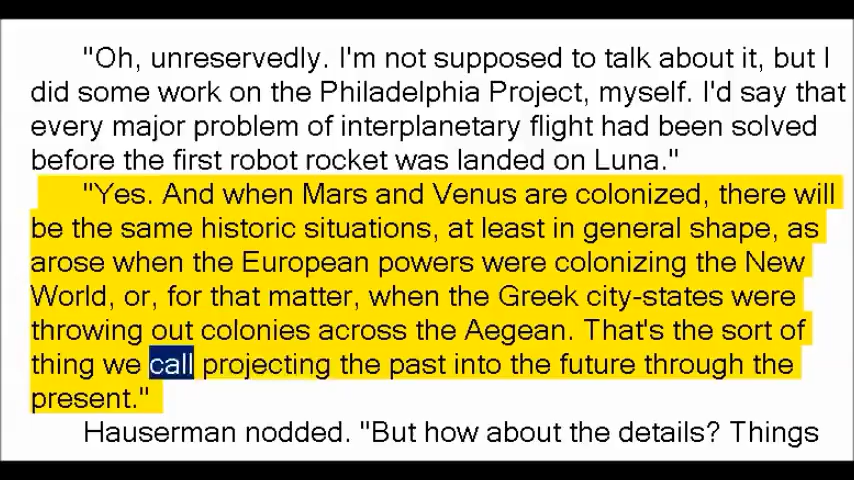 "Oh, unreservedly. I'm not supposed to talk about it, but I
did some work on the Philadelphia Project, myself. I'd say that
every major problem of interplanetary flight had been solved
before the first robot rocket was landed on Luna."
"Yes. And when Mars and Venus are colonized, there will
be the same historic situations, at least in general shape, as
arose when the European powers were colonizing the New
World, or, for that matter, when the Greek city-states were
throwing out colonies across the Aegean. That's the sort of
thing we call projecting the past into the future through the
present."
Hauserman nodded. "But how about the details? Things